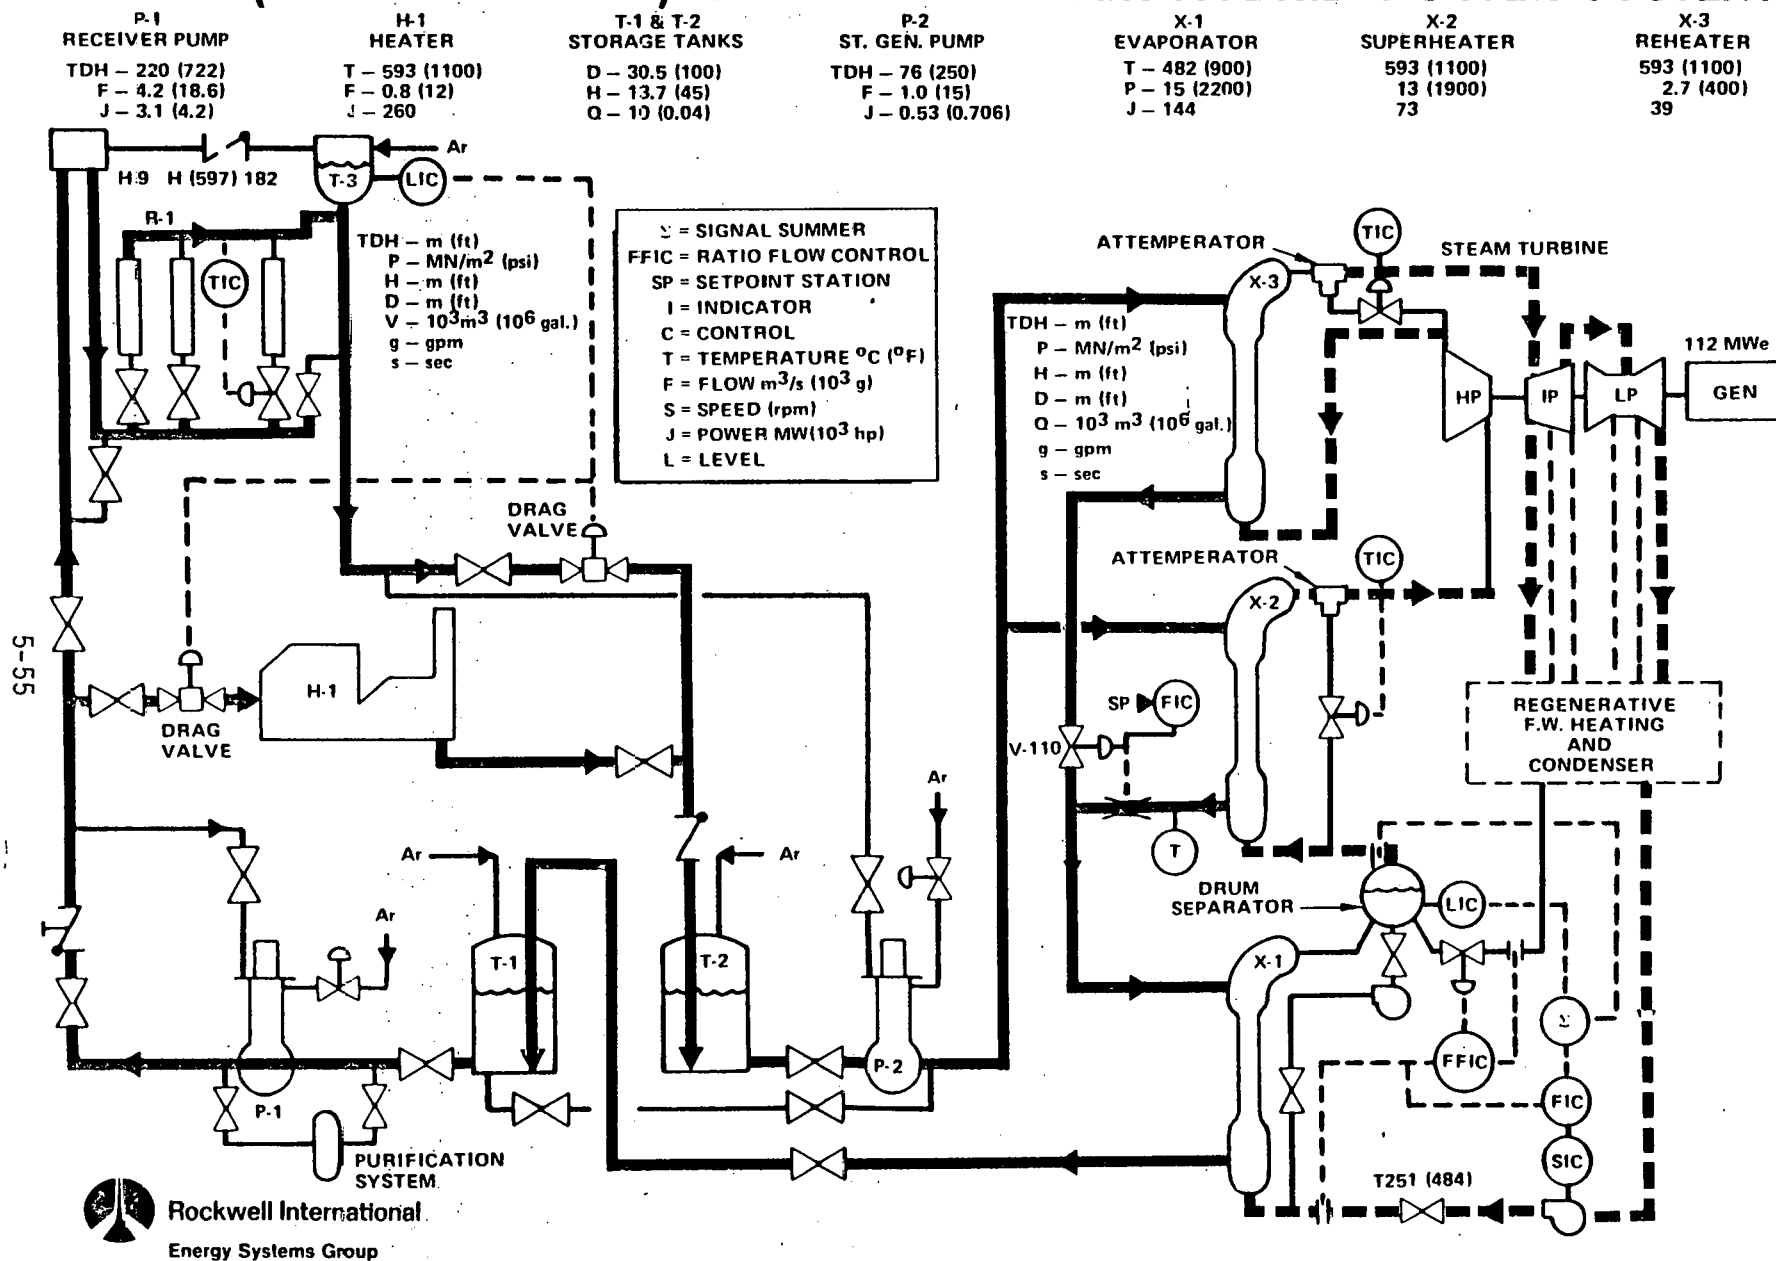 P-1
RECEIVER PUMP
TDH – 220 (722)
F – 4.2 (18.6)
J – 3.1 (4.2)
H-1
HEATER
T – 593 (1100)
F – 0.8 (12)
J – 260
T-1 & T-2
STORAGE TANKS
D – 30.5 (100)
H – 13.7 (45)
Q – 10 (0.04)
P-2
ST. GEN. PUMP
TDH – 76 (250)
F – 1.0 (15)
J – 0.53 (0.706)
X-1
EVAPORATOR
T – 482 (900)
P – 15 (2200)
J – 144
X-2
SUPERHEATER
593 (1100)
13 (1900)
73
X-3
REHEATER
593 (1100)
2.7 (400)
39
Ar
H9 H (597) 182
T-3
LIC
R-1
TIC
TDH – m (ft)
P – MN/m² (psi)
H – m (ft)
D – m (ft)
V – 10³m³ (10⁶ gal.)
g – gpm
s – sec
Σ = SIGNAL SUMMER
FFIC = RATIO FLOW CONTROL
SP = SETPOINT STATION
I = INDICATOR
C = CONTROL
T = TEMPERATURE °C (°F)
F = FLOW m³/s (10³ g)
S = SPEED (rpm)
J = POWER MW(10³ hp)
L = LEVEL
TDH – m (ft)
P – MN/m² (psi)
H – m (ft)
D – m (ft)
Q – 10³ m³ (10⁶ gal.)
g – gpm
s – sec
ATTEMPERATOR
TIC
STEAM TURBINE
X-3
112 MWe
HP
IP
LP
GEN
DRAG
VALVE
ATTEMPERATOR
TIC
X-2
5-55
H-1
DRAG
VALVE
SP
FIC
V-110
REGENERATIVE
F.W. HEATING
AND
CONDENSER
Ar
Ar
Ar
T
DRUM
SEPARATOR
LIC
Ar
T-1
T-2
X-1
Σ
P-1
P-2
FFIC
FIC
SIC
PURIFICATION
SYSTEM
T251 (484)
Rockwell International
Energy Systems Group